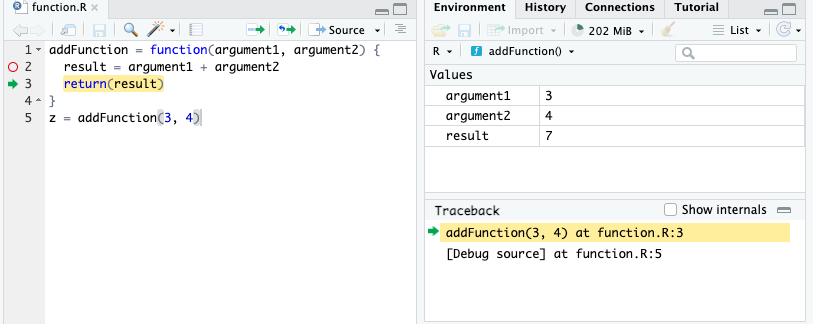 function.R
Source
1 addFunction = function(argument1, argument2) {
2 result = argument1 + argument2
3 return(result)
4 }
5 z = addFunction(3, 4)
Environment History Connections Tutorial
Import 202 MiB List
R addFunction()
Values
argument1 3
argument2 4
result 7
Traceback Show internals
addFunction(3, 4) at function.R:3
[Debug source] at function.R:5